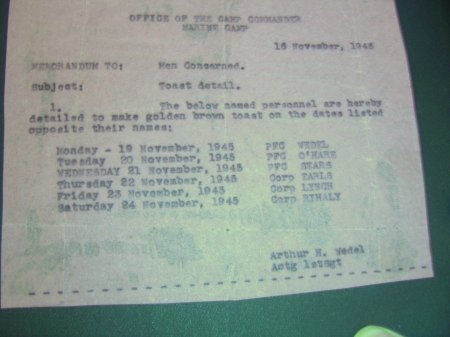 OFFICE OF THE CAMP COMMANDER
MARINE CAMP
16 November, 1945
MEMORANDUM TO: Men Concerned.
Subject: Toast detail.
1. The below named personnel are hereby
detailed to make golden brown toast on the dates listed
opposite their names:
Monday - 19 November, 1945 PFC WEDEL
Tuesday 20 November, 1945 PFC O'HARE
WEDNESDAY 21 November, 1945 PFC SEARS
Thursday 22 November, 1945 Corp EARLS
Friday 23 November, 1945 Corp LYNCH
Saturday 24 November, 1945 Corp RYHALY
Arthur H. Wedel
Actg 1stSgt